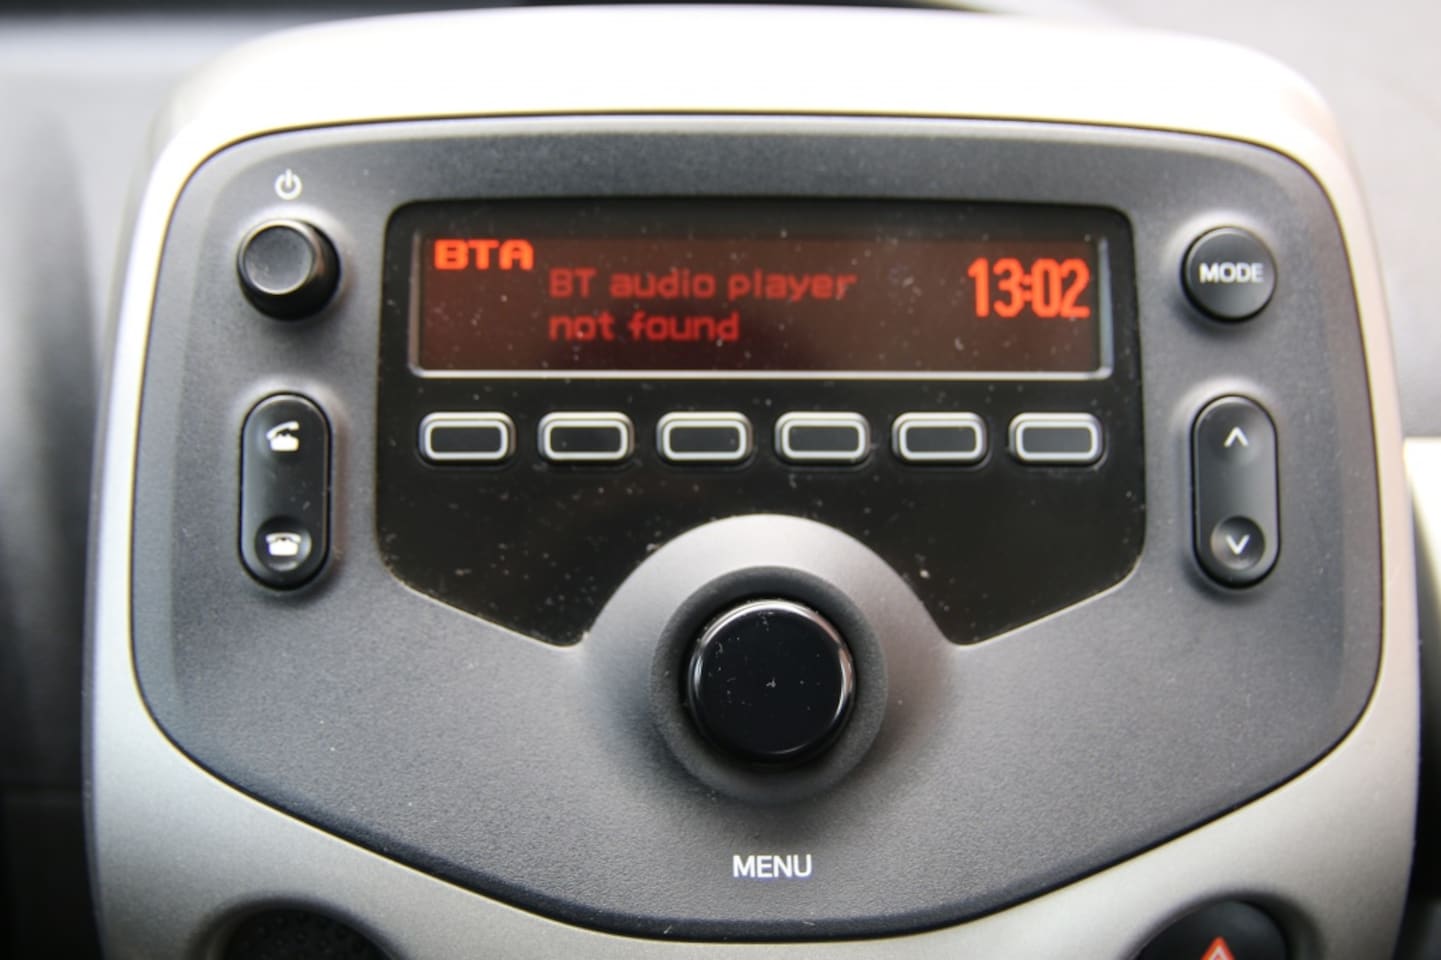 BTA
BT audio player
not found
13:02
MODE
MENU